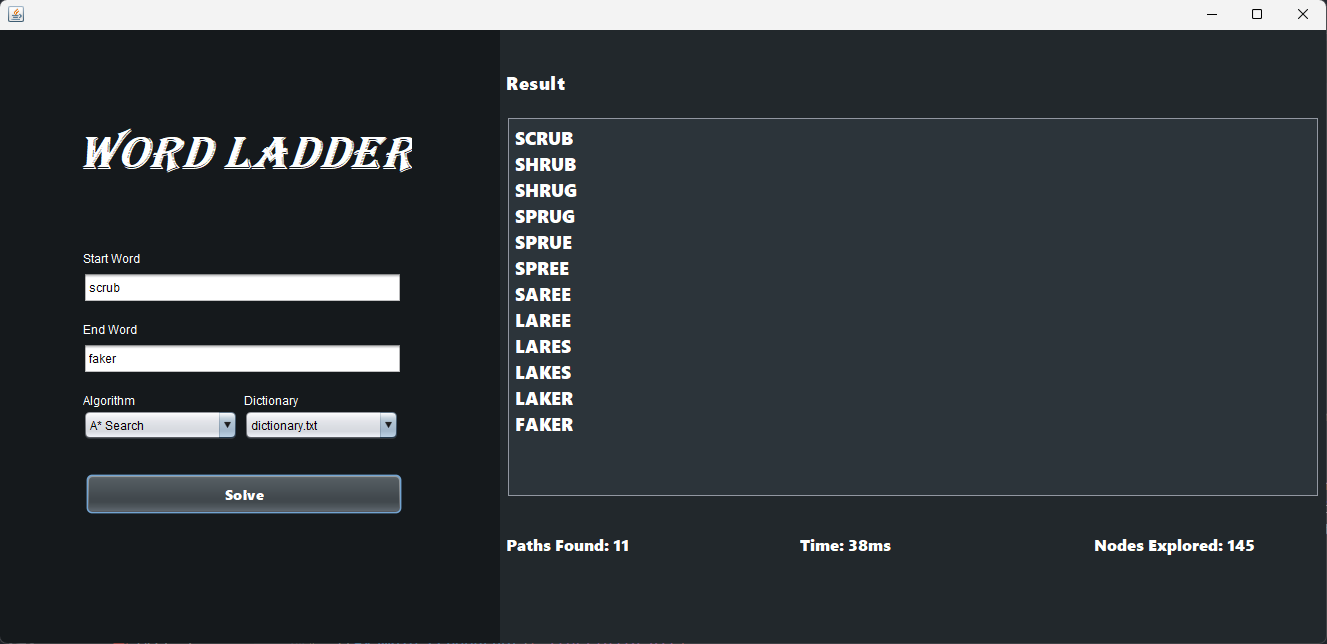 WORD LADDER
Start Word
scrub
End Word
faker
Algorithm Dictionary
A* Search dictionary.txt
Solve
Result
SCRUB
SHRUB
SHRUG
SPRUG
SPRUE
SPREE
SAREE
LAREE
LARES
LAKES
LAKER
FAKER
Paths Found: 11 Time: 38ms Nodes Explored: 145